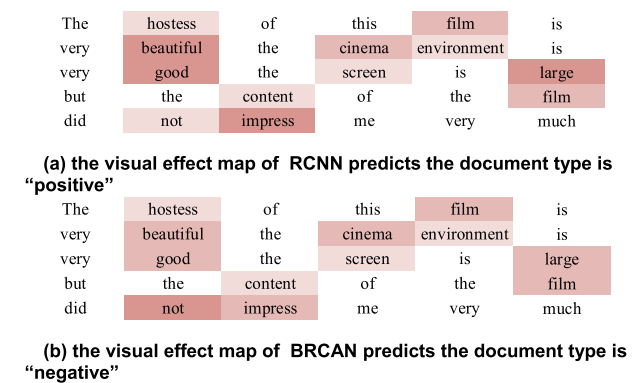 The hostess of this film is
very beautiful the cinema environment is
very good the screen is large
but the content of the film
did not impress me very much
(a) the visual effect map of RCNN predicts the document type is
“positive”
The hostess of this film is
very beautiful the cinema environment is
very good the screen is large
but the content of the film
did not impress me very much
(b) the visual effect map of BRCAN predicts the document type is
“negative”